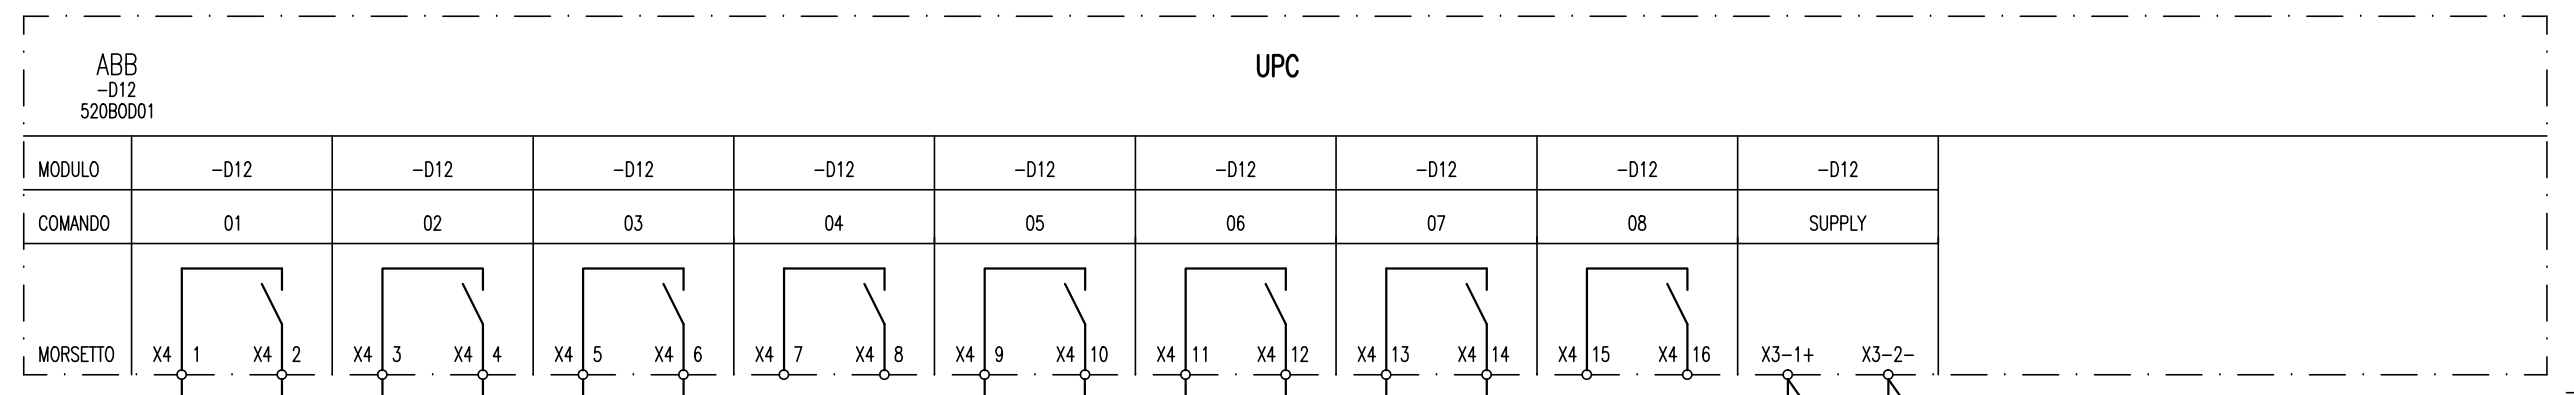 ABB
-D12
520BOD01
UPC
MODULO -D12 -D12 -D12 -D12 -D12 -D12 -D12 -D12 -D12
COMANDO 01 02 03 04 05 06 07 08 SUPPLY
MORSETTO X4 1 X4 2 X4 3 X4 4 X4 5 X4 6 X4 7 X4 8 X4 9 X4 10 X4 11 X4 12 X4 13 X4 14 X4 15 X4 16 X3-1+ X3-2-